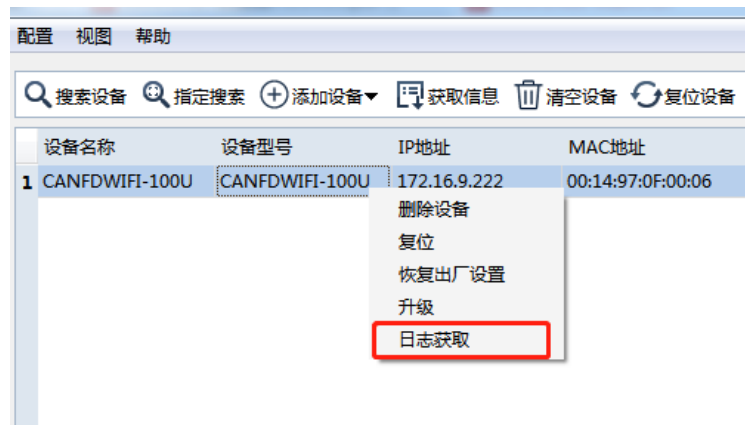 配置 视图 帮助
搜索设备 指定搜索 添加设备 获取信息 清空设备 复位设备
设备名称 设备型号 IP地址 MAC地址
1 CANFDWIFI-100U CANFDWIFI-100U 172.16.9.222 00:14:97:0F:00:06
删除设备
复位
恢复出厂设置
升级
日志获取